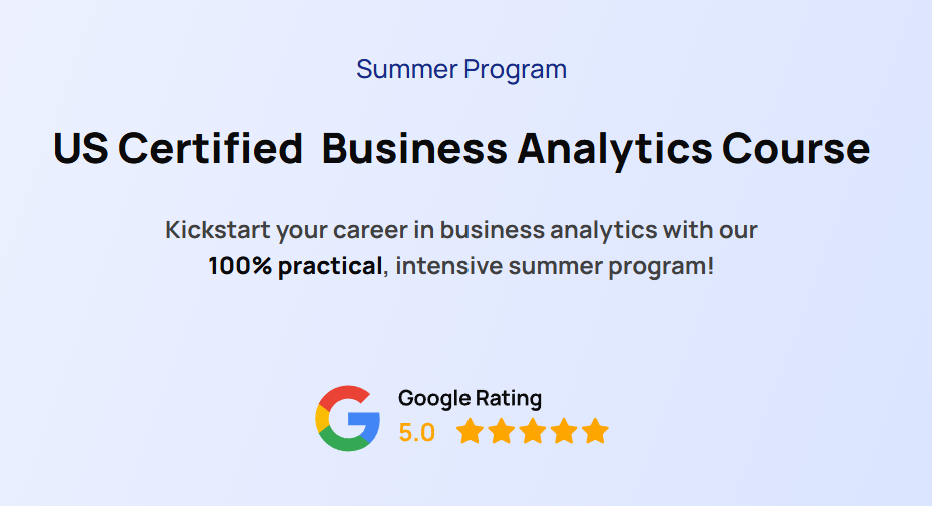 Summer Program
US Certified  Business Analytics Course
Kickstart your career in business analytics with our
100% practical, intensive summer program!
Google Rating
5.0